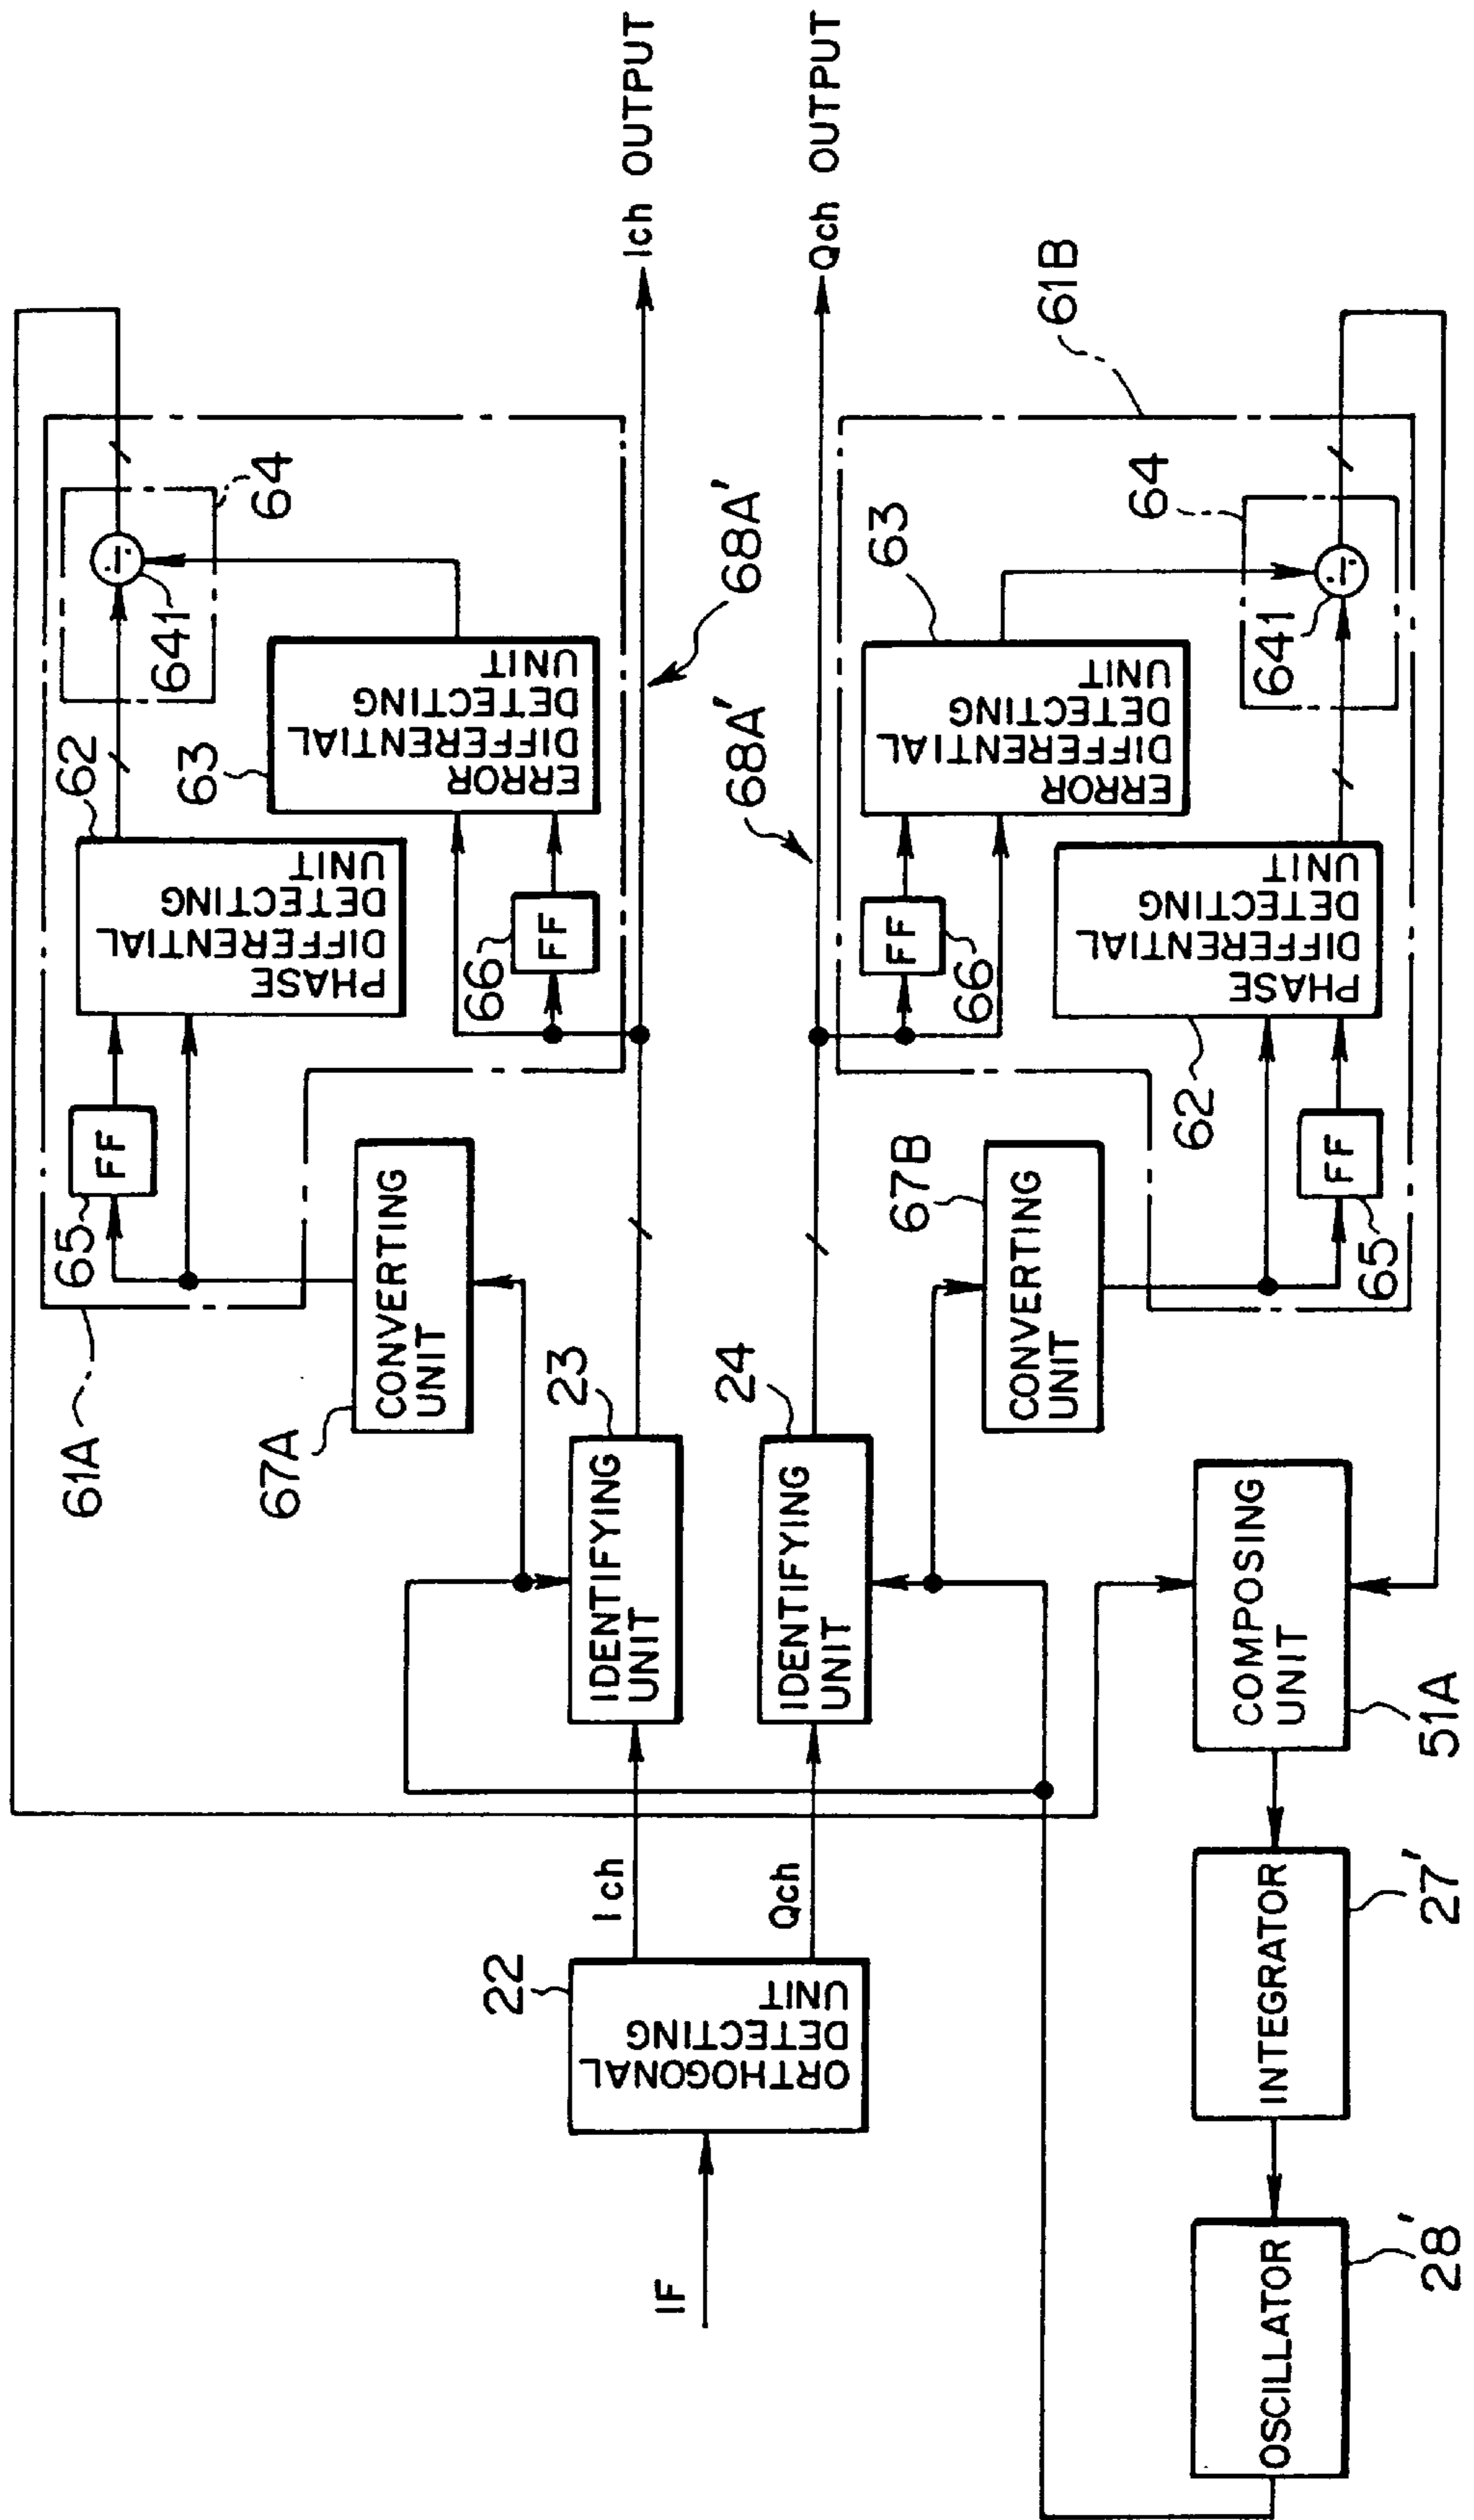 61A
65
FF
PHASE
DIFFERENTIAL
DETECTING
UNIT
62
641
64
67A
CONVERTING
UNIT
66
FF
63
ERROR
DIFFERENTIAL
DETECTING
UNIT
22
ORTHOGONAL
DETECTING
UNIT
IF
Ich
Qch
23
IDENTIFYING
UNIT
Ich OUTPUT
68A'
24
IDENTIFYING
UNIT
Qch OUTPUT
68A'
67B
CONVERTING
UNIT
66
FF
63
ERROR
DIFFERENTIAL
DETECTING
UNIT
64
641
61B
62
PHASE
DIFFERENTIAL
DETECTING
UNIT
65
FF
OSCILLATOR
28'
INTEGRATOR
27'
COMPOSING
UNIT
51A